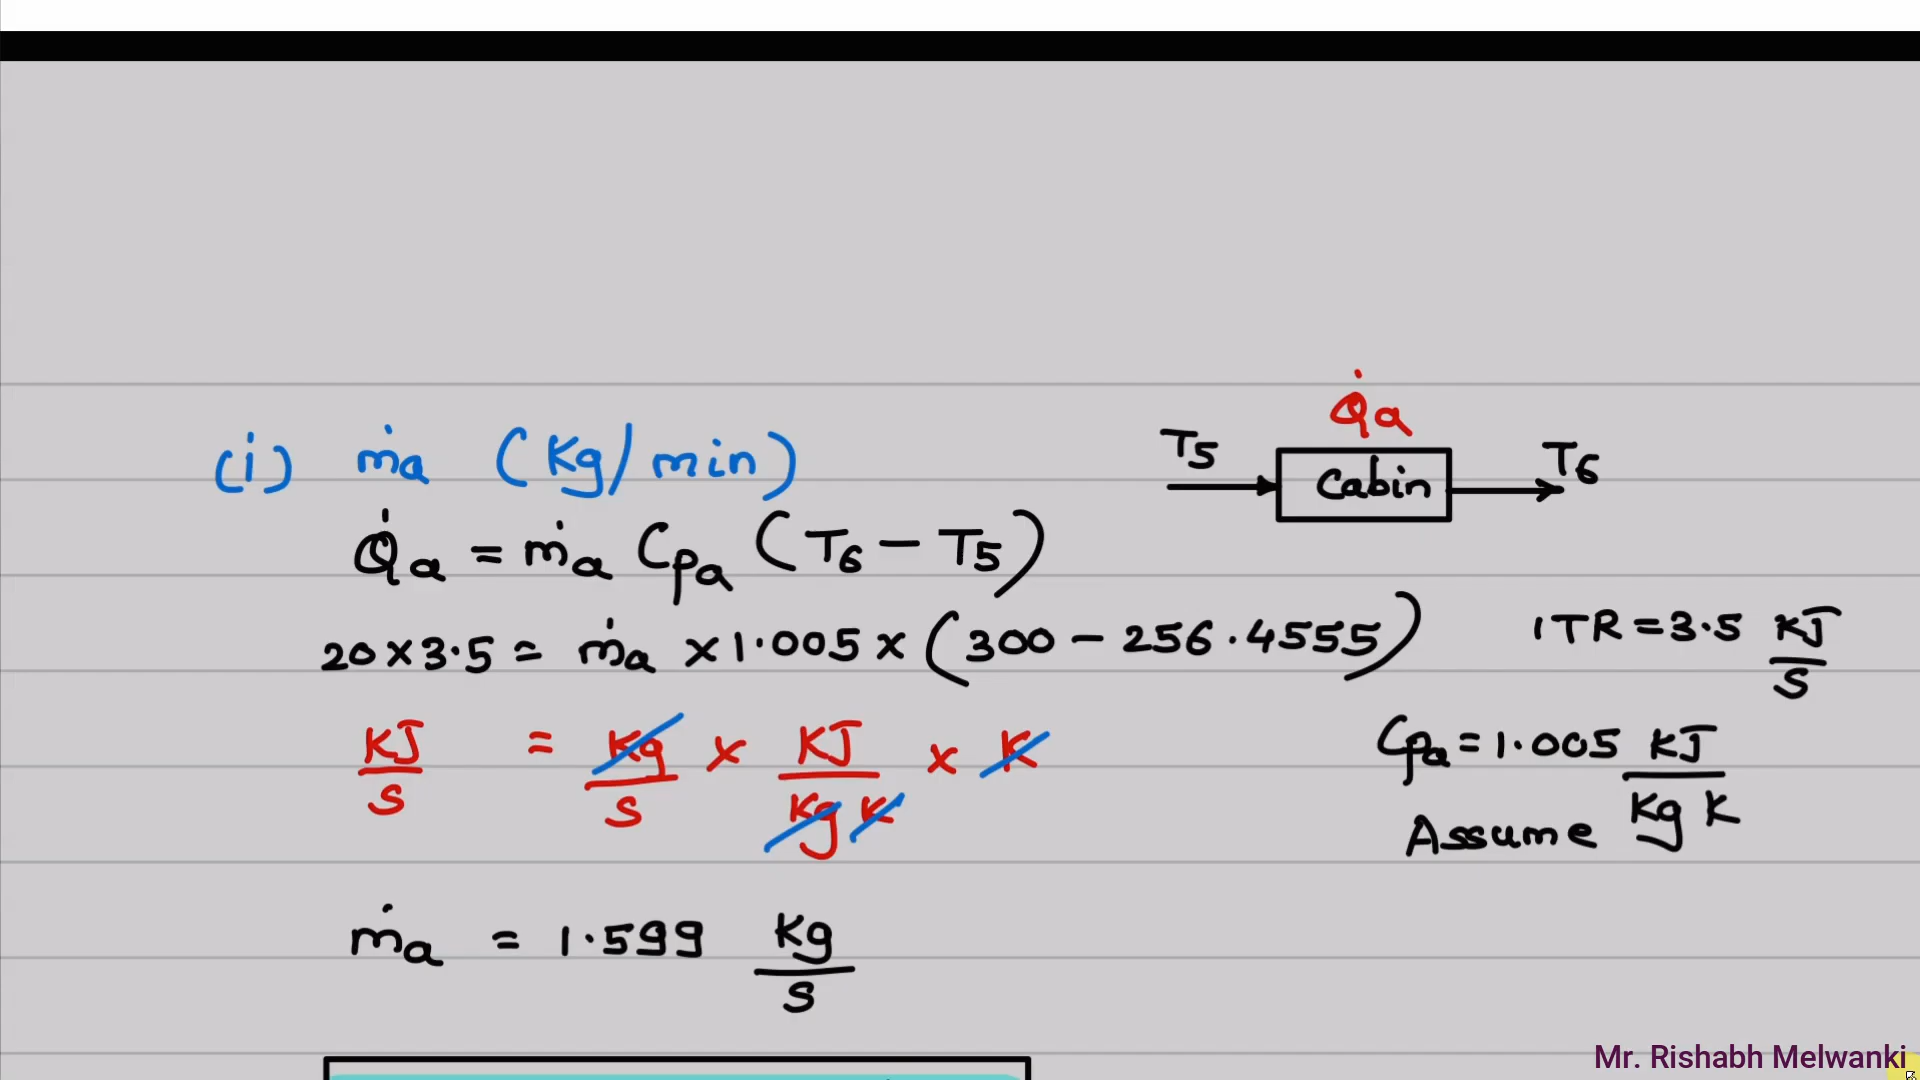 (i) ṁa (Kg/min)
Q̇a
T5 Cabin T6
Q̇a = ṁa Cpa (T6 − T5)
20 × 3.5 = ṁa × 1.005 × (300 − 256.4555)
1TR = 3.5 KJ/S
KJ/S = Kg/S × KJ/Kg K × K
Cpa = 1.005 KJ/Kg K
Assume
ṁa = 1.599 Kg/S
Mr. Rishabh Melwanki